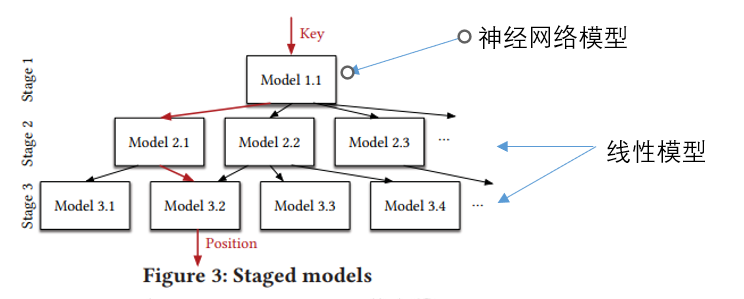 Key
神经网络模型
Stage 1
Model 1.1
Stage 2
Model 2.1
Model 2.2
Model 2.3
...
线性模型
Stage 3
Model 3.1
Model 3.2
Model 3.3
Model 3.4
...
Position
Figure 3: Staged models